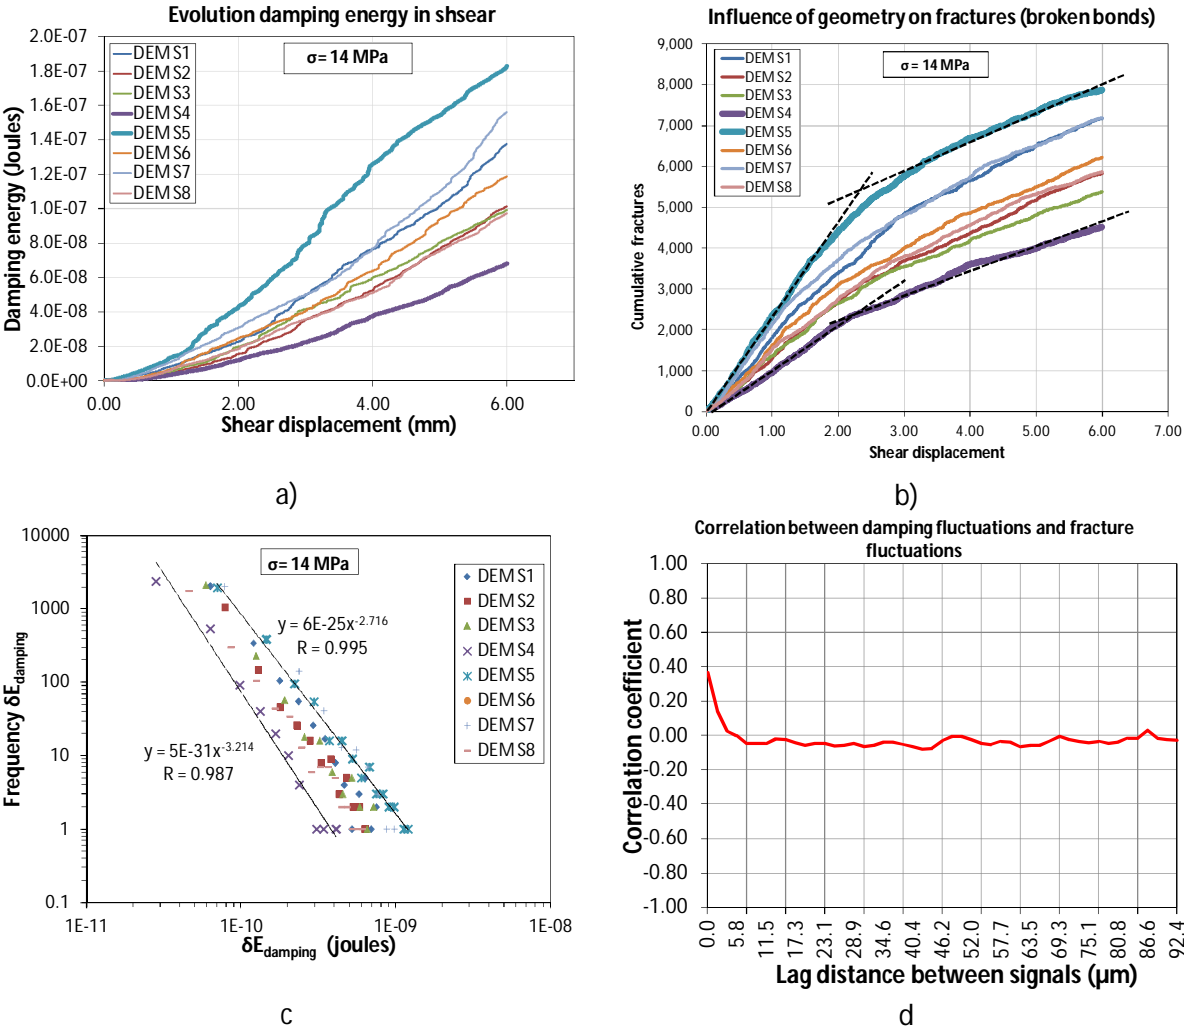 Evolution damping energy in shsear
2.0E-07
1.8E-07
1.6E-07
1.4E-07
1.2E-07
1.0E-07
8.0E-08
6.0E-08
4.0E-08
2.0E-08
0.0E+00
Damping energy (Joules)
DEM S1
DEM S2
DEM S3
DEM S4
DEM S5
DEM S6
DEM S7
DEM S8
σ= 14 MPa
0.00 2.00 4.00 6.00
Shear displacement (mm)
a)
Influence of geometry on fractures (broken bonds)
9,000
8,000
7,000
6,000
5,000
4,000
3,000
2,000
1,000
0
Cumulative fractures
DEM S1
DEM S2
DEM S3
DEM S4
DEM S5
DEM S6
DEM S7
DEM S8
σ= 14 MPa
0.00 1.00 2.00 3.00 4.00 5.00 6.00 7.00
Shear displacement
b)
10000
1000
100
10
1
0.1
Frequency δEdamping
σ= 14 MPa
y = 6E-25x-2.716
R = 0.995
y = 5E-31x-3.214
R = 0.987
DEM S1
DEM S2
DEM S3
DEM S4
DEM S5
DEM S6
DEM S7
DEM S8
1E-11 1E-10 1E-09 1E-08
δEdamping (joules)
c
Correlation between damping fluctuations and fracture
fluctuations
1.00
0.80
0.60
0.40
0.20
0.00
-0.20
-0.40
-0.60
-0.80
-1.00
Correlation coefficient
0.0 5.8 11.5 17.3 23.1 28.9 34.6 40.4 46.2 52.0 57.7 63.5 69.3 75.1 80.8 86.6 92.4
Lag distance between signals (µm)
d